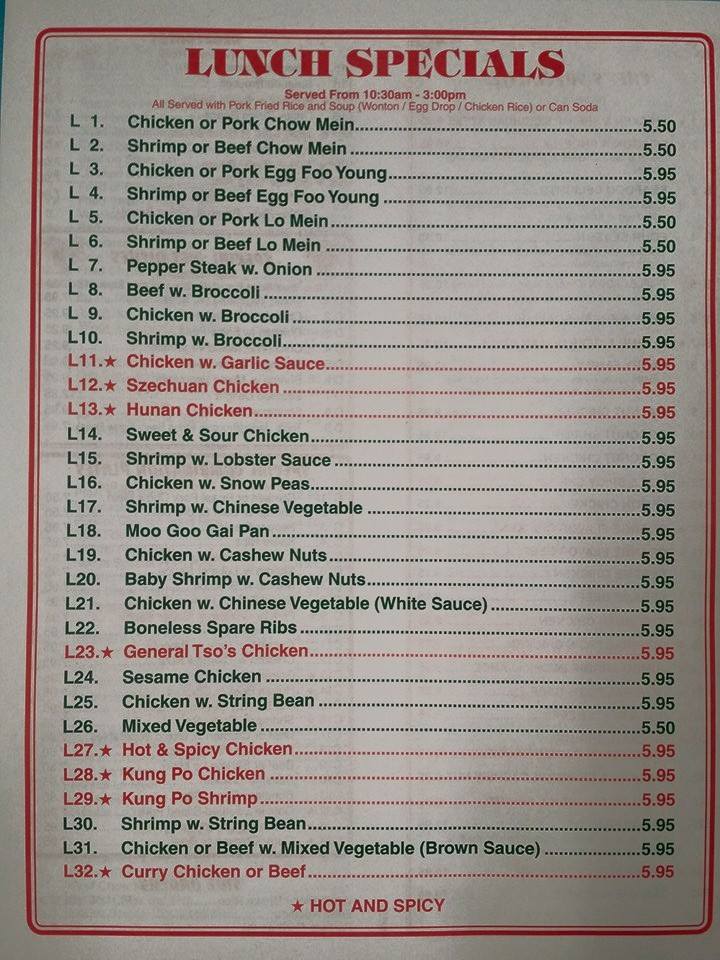 LUNCH SPECIALS
Served From 10:30am - 3:00pm
All Served with Pork Fried Rice and Soup (Wonton / Egg Drop / Chicken Rice) or Can Soda
L 1. Chicken or Pork Chow Mein 5.50
L 2. Shrimp or Beef Chow Mein 5.50
L 3. Chicken or Pork Egg Foo Young 5.95
L 4. Shrimp or Beef Egg Foo Young 5.95
L 5. Chicken or Pork Lo Mein 5.50
L 6. Shrimp or Beef Lo Mein 5.50
L 7. Pepper Steak w. Onion 5.95
L 8. Beef w. Broccoli 5.95
L 9. Chicken w. Broccoli 5.95
L10. Shrimp w. Broccoli 5.95
L11.★ Chicken w. Garlic Sauce 5.95
L12.★ Szechuan Chicken 5.95
L13.★ Hunan Chicken 5.95
L14. Sweet & Sour Chicken 5.95
L15. Shrimp w. Lobster Sauce 5.95
L16. Chicken w. Snow Peas 5.95
L17. Shrimp w. Chinese Vegetable 5.95
L18. Moo Goo Gai Pan 5.95
L19. Chicken w. Cashew Nuts 5.95
L20. Baby Shrimp w. Cashew Nuts 5.95
L21. Chicken w. Chinese Vegetable (White Sauce) 5.95
L22. Boneless Spare Ribs 5.95
L23.★ General Tso's Chicken 5.95
L24. Sesame Chicken 5.95
L25. Chicken w. String Bean 5.95
L26. Mixed Vegetable 5.50
L27.★ Hot & Spicy Chicken 5.95
L28.★ Kung Po Chicken 5.95
L29.★ Kung Po Shrimp 5.95
L30. Shrimp w. String Bean 5.95
L31. Chicken or Beef w. Mixed Vegetable (Brown Sauce) 5.95
L32.★ Curry Chicken or Beef 5.95
★ HOT AND SPICY